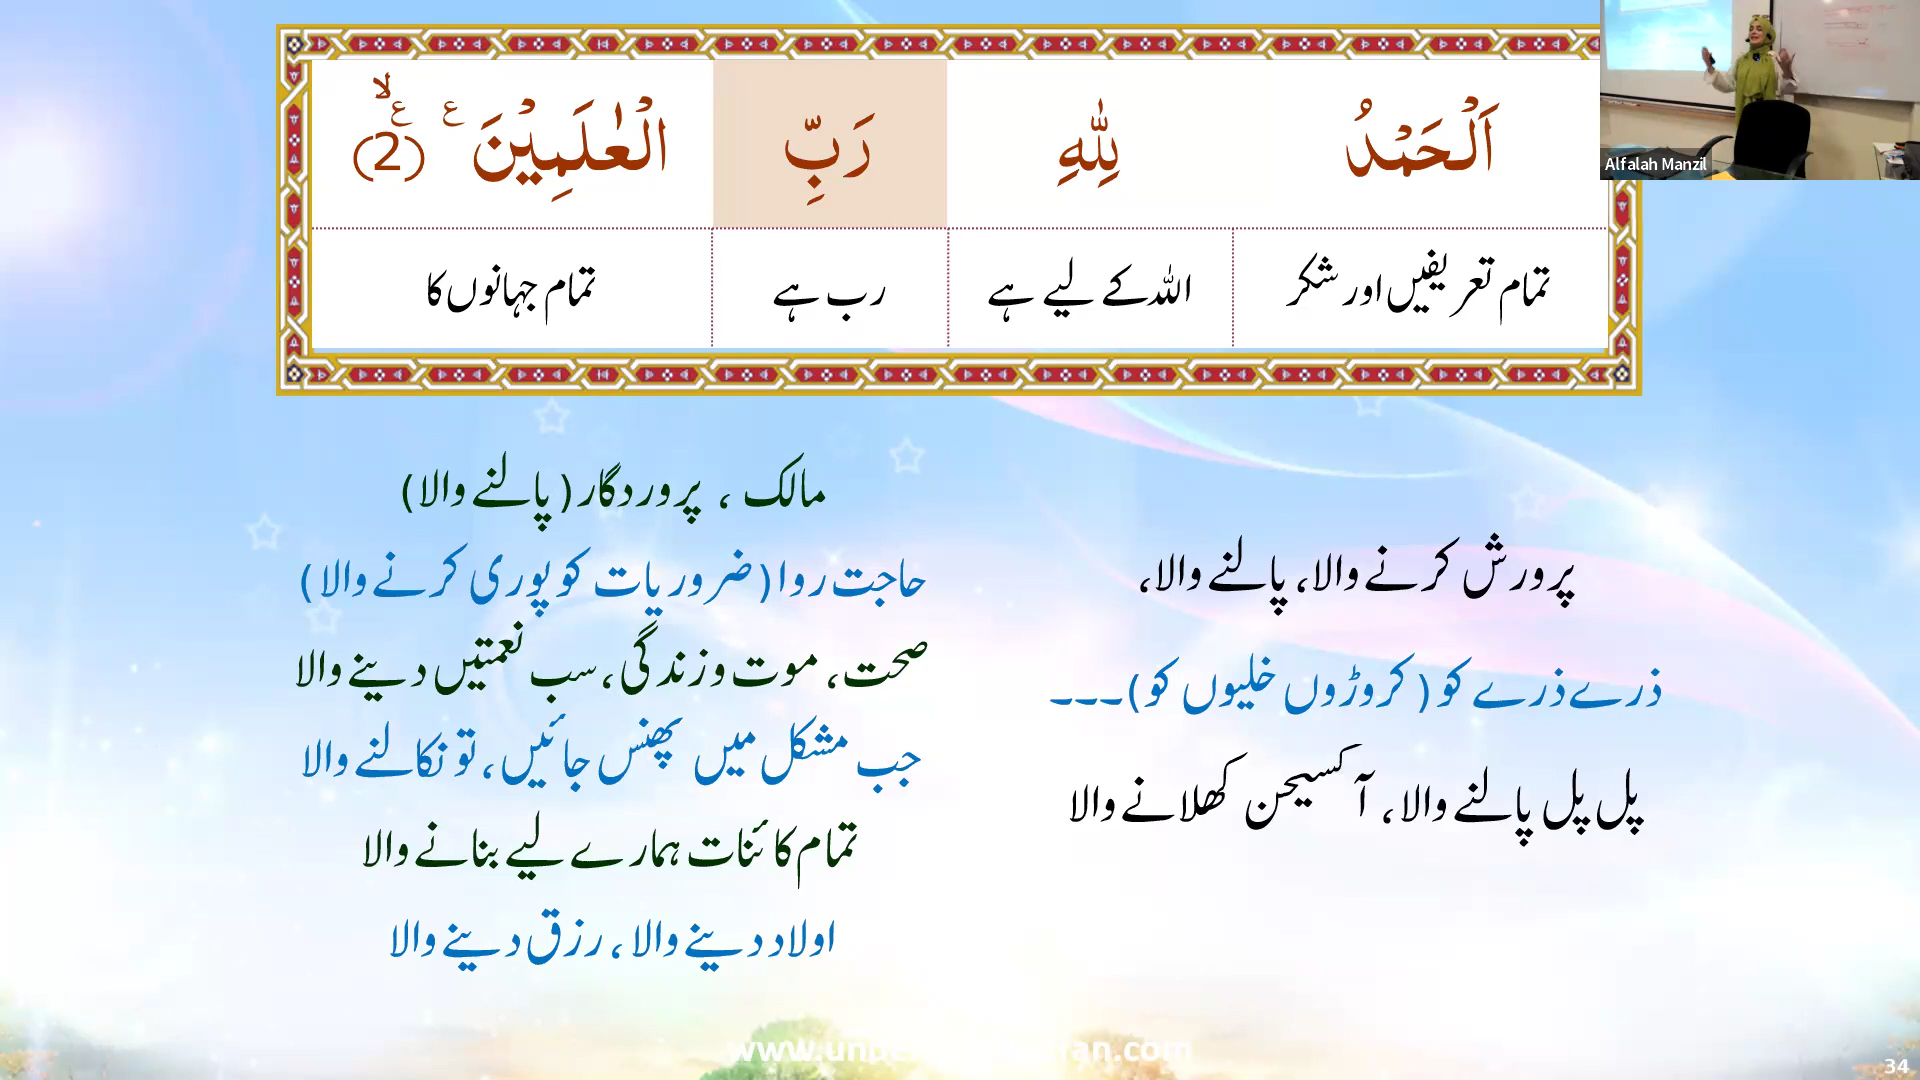 اَلْحَمْدُ لِلّٰهِ رَبِّ الْعٰلَمِيْنَ ۙ (2)
تمام تعریفیں اور شکر اللہ کے لیے ہے رب ہے تمام جہانوں کا
Alfalah Manzil
پرورش کرنے والا، پالنے والا،
ذرے ذرے کو (کروڑوں خلیوں کو)۔۔۔
پل پل پالنے والا، آکسیجن کھلانے والا
مالک ، پروردگار (پالنے والا)
حاجت روا (ضروریات کو پوری کرنے والا)
صحت، موت و زندگی، سب نعمتیں دینے والا
جب مشکل میں پھنس جائیں، تو نکالنے والا
تمام کائنات ہمارے لیے بنانے والا
اولاد دینے والا، رزق دینے والا
34